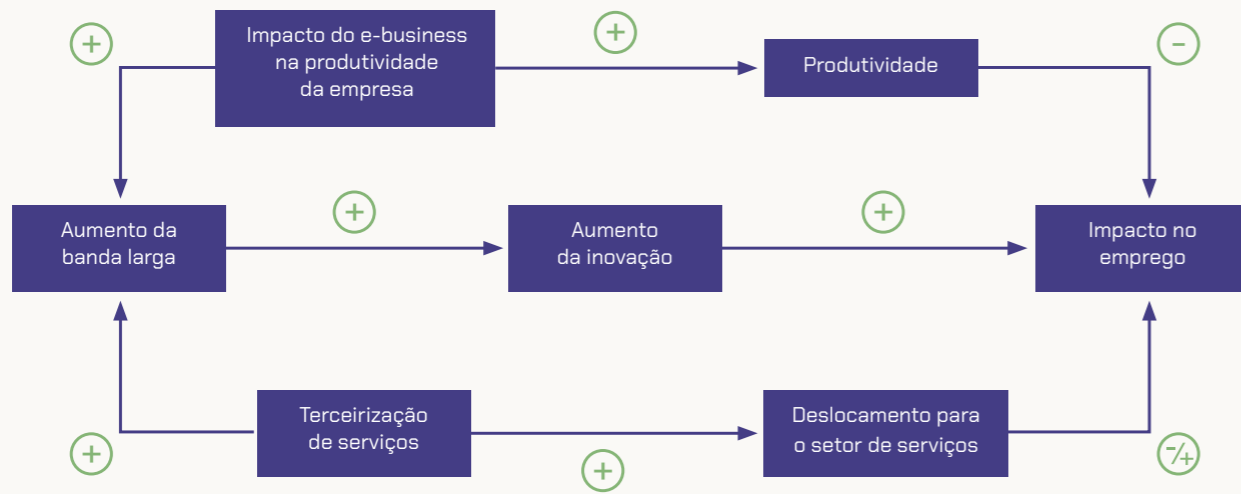 +
Impacto do e-business
na produtividade
da empresa
+
Produtividade
-
Aumento da
banda larga
+
Aumento
da inovação
+
Impacto no
emprego
+
Terceirização
de serviços
+
Deslocamento para
o setor de serviços
-/+